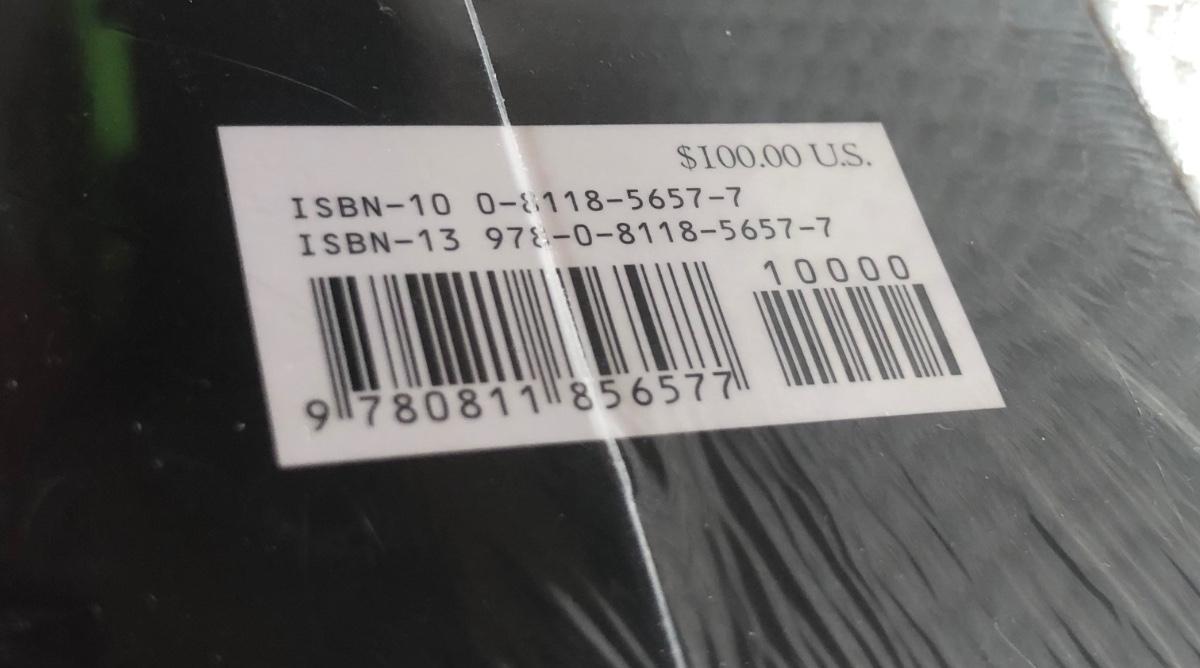 $100.00 U.S.
ISBN-10 0-8118-5657-7
ISBN-13 978-0-8118-5657-7
10000
9 780811 856577